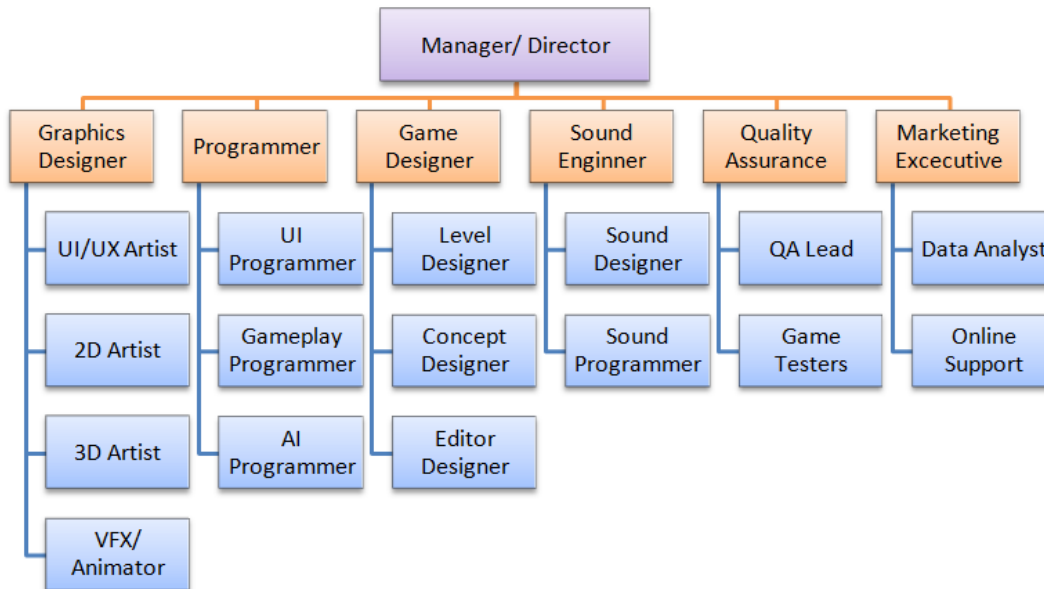 Manager/ Director
Graphics
Designer
Programmer
Game
Designer
Sound
Enginner
Quality
Assurance
Marketing
Excecutive
UI/UX Artist
UI
Programmer
Level
Designer
Sound
Designer
QA Lead
Data Analyst
2D Artist
Gameplay
Programmer
Concept
Designer
Sound
Programmer
Game
Testers
Online
Support
3D Artist
AI
Programmer
Editor
Designer
VFX/
Animator